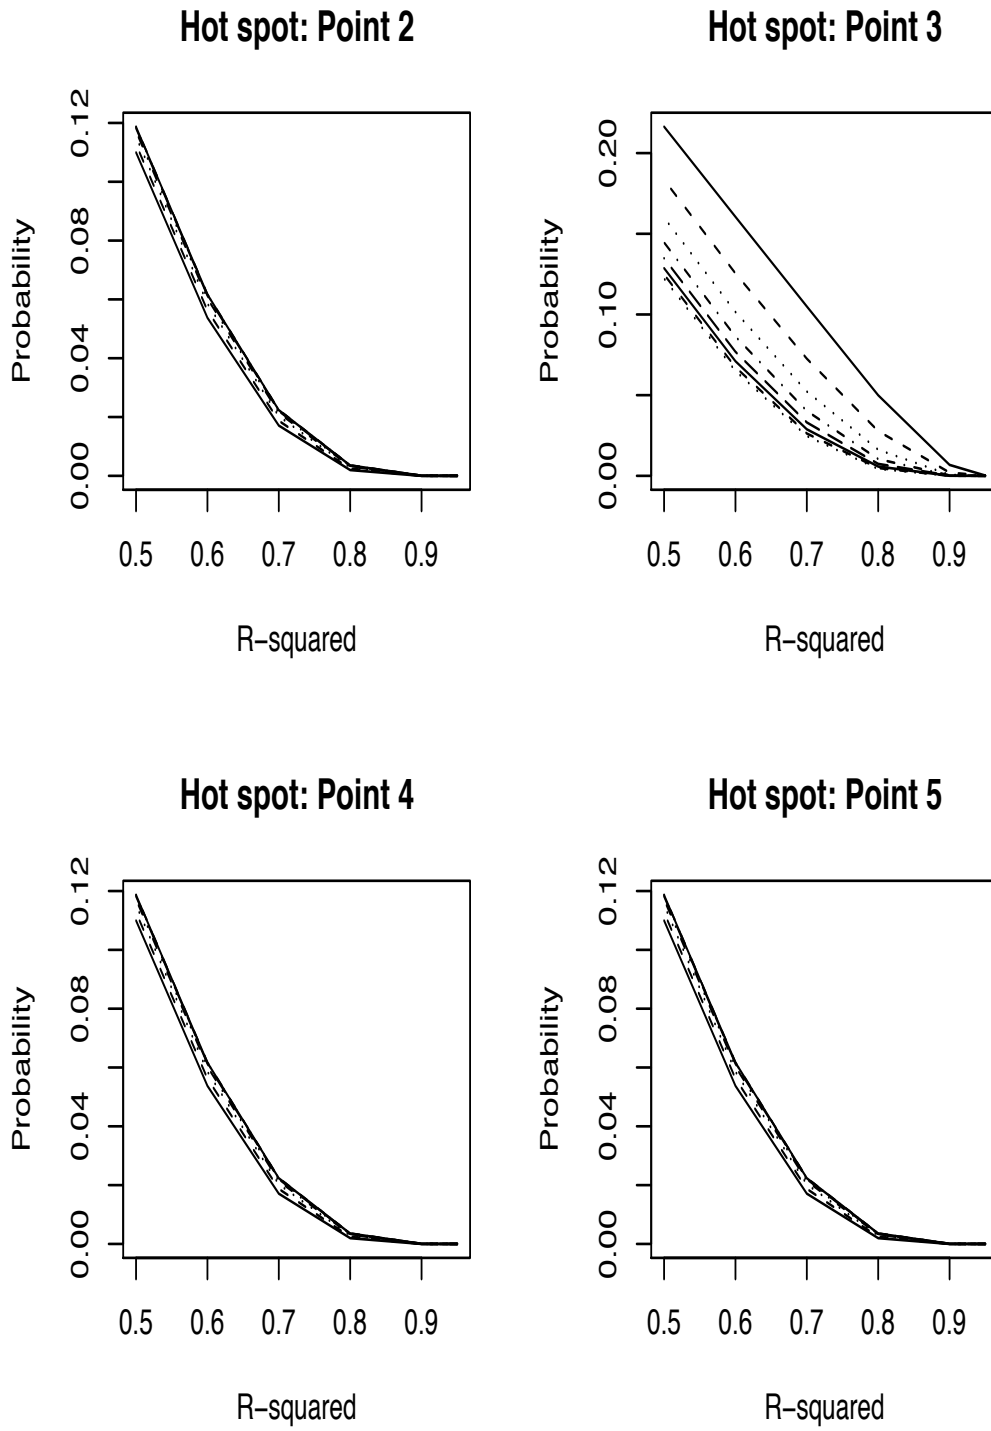 Hot spot: Point 2
Probability
0.12
0.08
0.04
0.00
0.5 0.6 0.7 0.8 0.9
R−squared
Hot spot: Point 3
Probability
0.20
0.10
0.00
0.5 0.6 0.7 0.8 0.9
R−squared
Hot spot: Point 4
Probability
0.12
0.08
0.04
0.00
0.5 0.6 0.7 0.8 0.9
R−squared
Hot spot: Point 5
Probability
0.12
0.08
0.04
0.00
0.5 0.6 0.7 0.8 0.9
R−squared